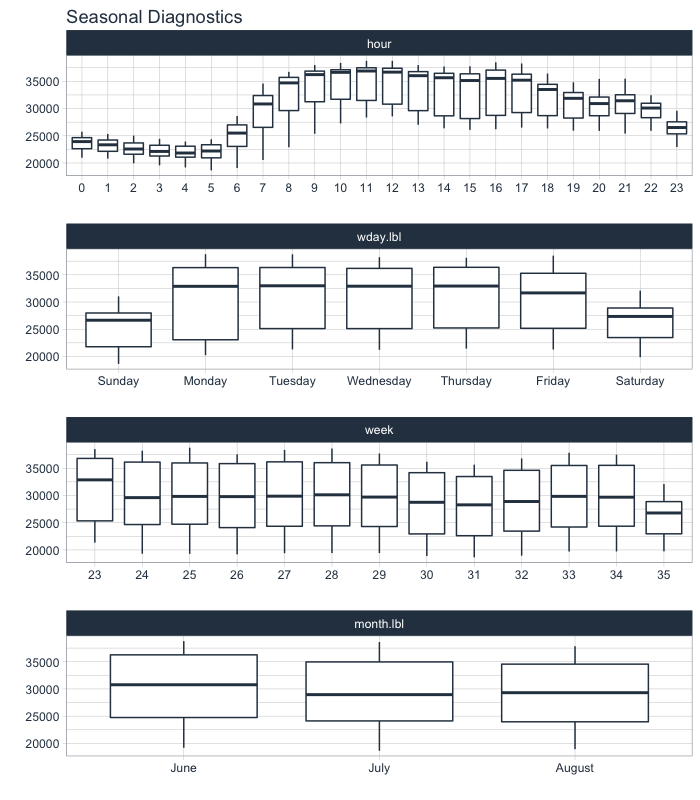 Seasonal Diagnostics
hour
35000
30000
25000
20000
0 1 2 3 4 5 6 7 8 9 10 11 12 13 14 15 16 17 18 19 20 21 22 23
wday.lbl
35000
30000
25000
20000
Sunday Monday Tuesday Wednesday Thursday Friday Saturday
week
35000
30000
25000
20000
23 24 25 26 27 28 29 30 31 32 33 34 35
month.lbl
35000
30000
25000
20000
June July August